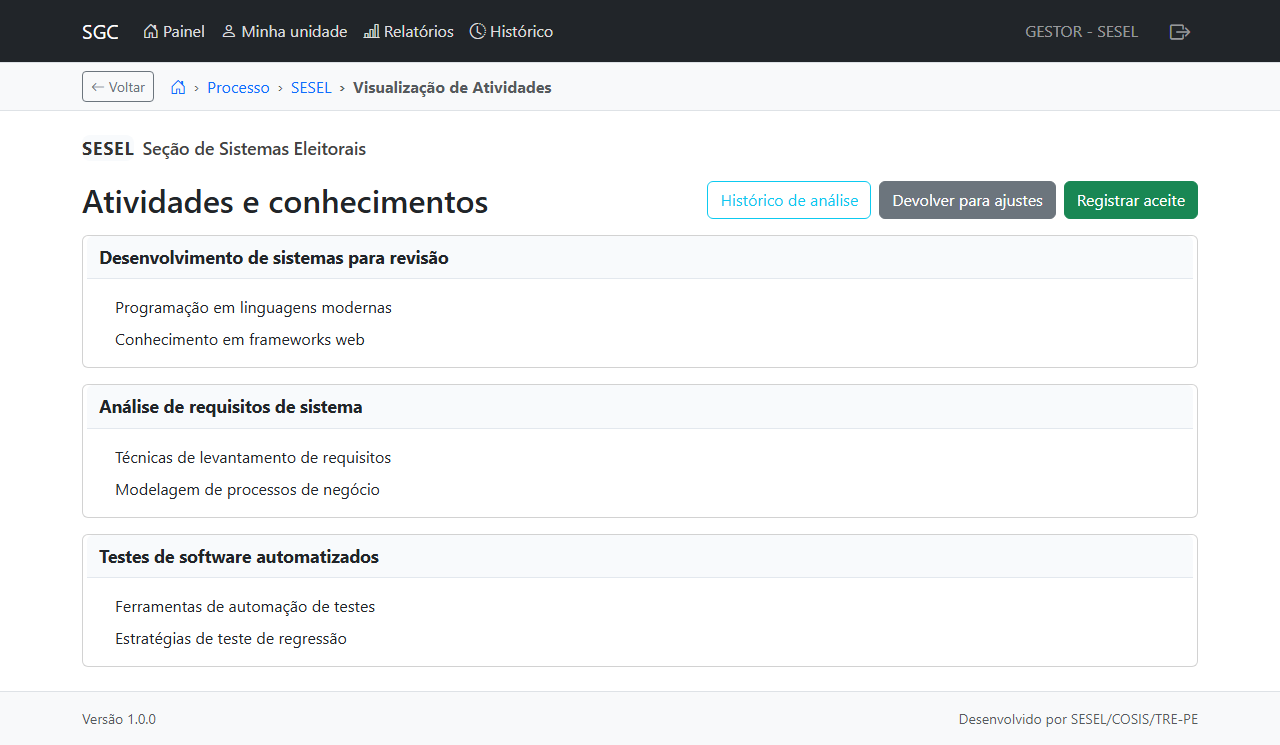 SGC Painel Minha unidade Relatórios Histórico GESTOR - SESEL
Voltar › Processo › SESEL › Visualização de Atividades
SESEL Seção de Sistemas Eleitorais
Atividades e conhecimentos
Histórico de análise Devolver para ajustes Registrar aceite
Desenvolvimento de sistemas para revisão
Programação em linguagens modernas
Conhecimento em frameworks web
Análise de requisitos de sistema
Técnicas de levantamento de requisitos
Modelagem de processos de negócio
Testes de software automatizados
Ferramentas de automação de testes
Estratégias de teste de regressão
Versão 1.0.0 Desenvolvido por SESEL/COSIS/TRE-PE